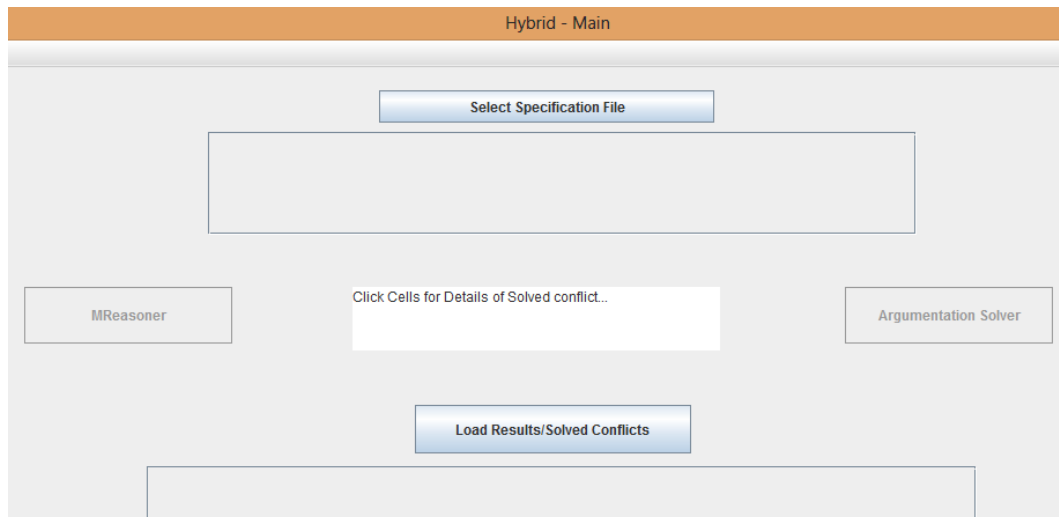 Hybrid - Main
Select Specification File
MReasoner
Click Cells for Details of Solved conflict...
Argumentation Solver
Load Results/Solved Conflicts